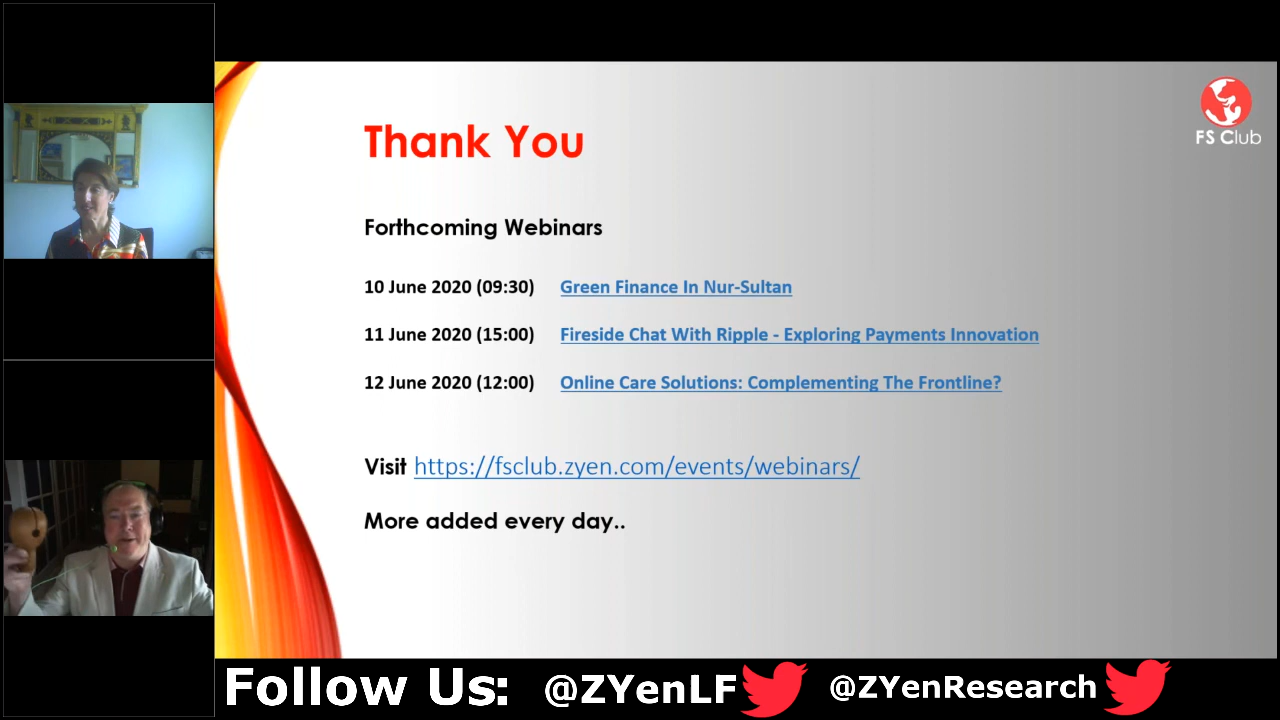 FS Club
Thank You
Forthcoming Webinars
10 June 2020 (09:30) Green Finance In Nur-Sultan
11 June 2020 (15:00) Fireside Chat With Ripple - Exploring Payments Innovation
12 June 2020 (12:00) Online Care Solutions: Complementing The Frontline?
Visit https://fsclub.zyen.com/events/webinars/
More added every day..
Follow Us: @ZYenLF @ZYenResearch